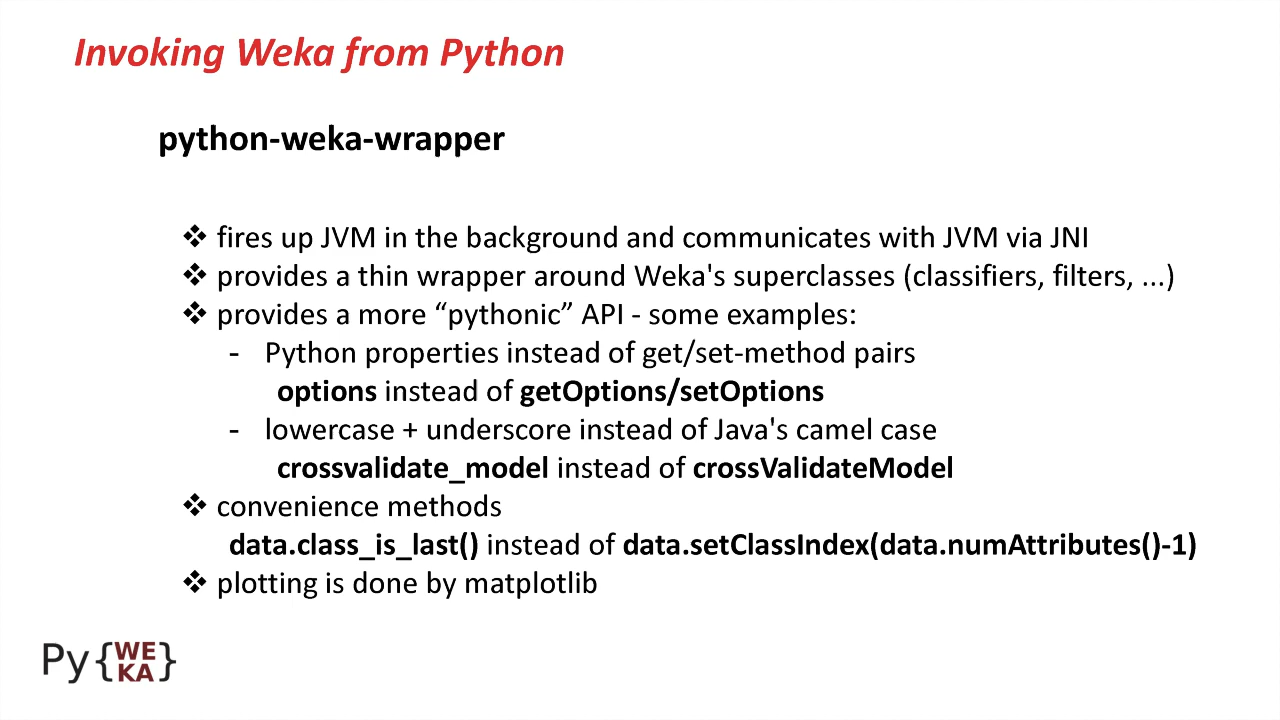 Invoking Weka from Python
python-weka-wrapper
❖ fires up JVM in the background and communicates with JVM via JNI
❖ provides a thin wrapper around Weka's superclasses (classifiers, filters, ...)
❖ provides a more “pythonic” API - some examples:
- Python properties instead of get/set-method pairs
options instead of getOptions/setOptions
- lowercase + underscore instead of Java's camel case
crossvalidate_model instead of crossValidateModel
❖ convenience methods
data.class_is_last() instead of data.setClassIndex(data.numAttributes()-1)
❖ plotting is done by matplotlib
Py{WEKA}